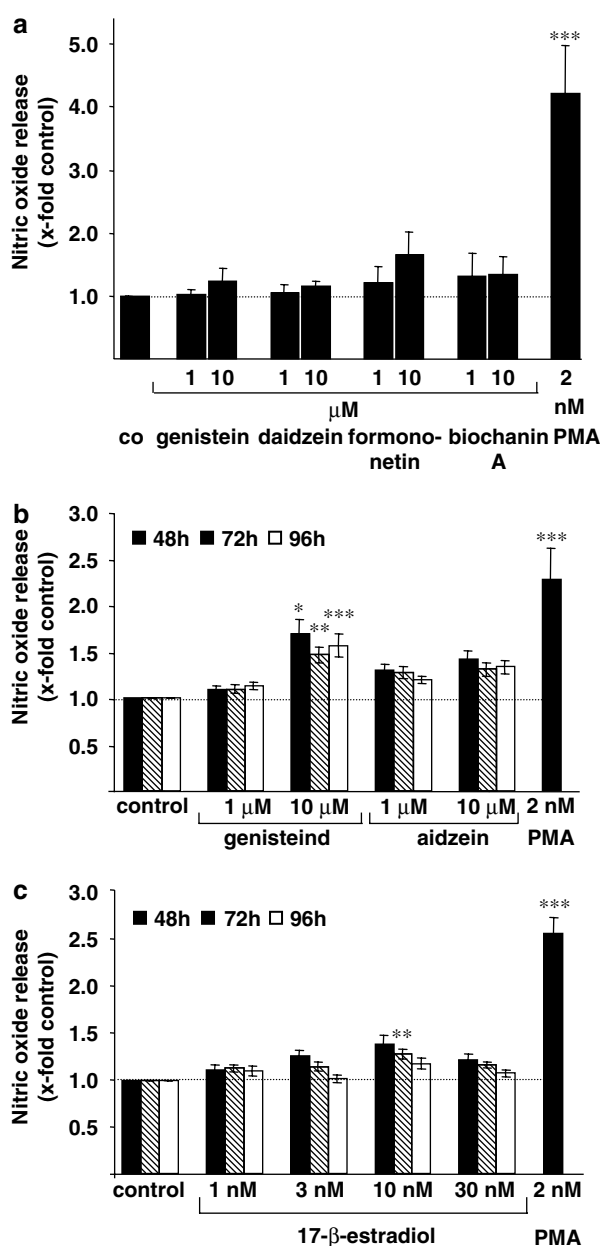 a
Nitric oxide release
(x-fold control)
***
5.0
4.0
3.0
2.0
1.0
1 10 1 10 1 10 1 10 2
μM nM
co genistein daidzein formono- biochanin PMA
netin A
b
Nitric oxide release
(x-fold control)
3.0
2.5
2.0
1.5
1.0
0.5
48h 72h 96h
* ** *** ***
control 1 μM 10 μM 1 μM 10 μM 2 nM
genisteind aidzein PMA
c
Nitric oxide release
(x-fold control)
3.0
2.5
2.0
1.5
1.0
0.5
48h 72h 96h
** ***
control 1 nM 3 nM 10 nM 30 nM 2 nM
17-β-estradiol PMA